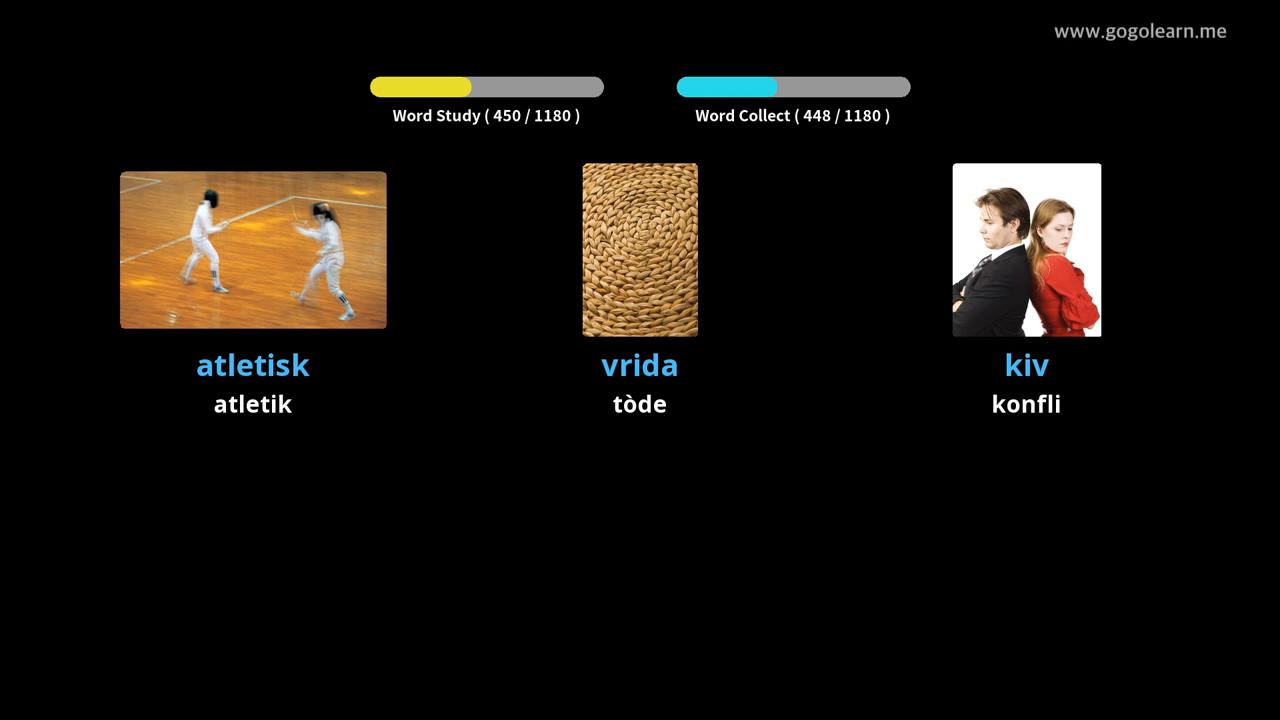 www.gogolearn.me
Word Study ( 450 / 1180 )
Word Collect ( 448 / 1180 )
atletisk
atletik
vrida
tòde
kiv
konfli